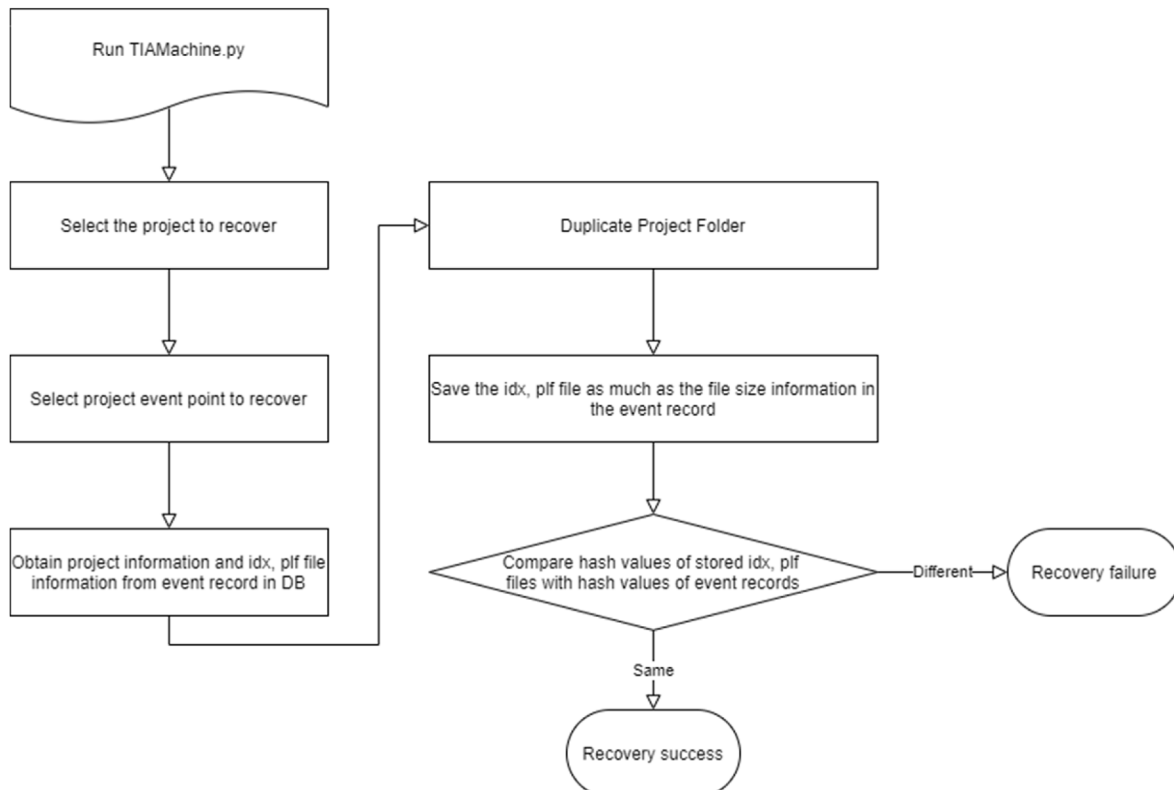 Run TIAMachine.py
Select the project to recover
Select project event point to recover
Obtain project information and idx, plf file
information from event record in DB
Duplicate Project Folder
Save the idx, plf file as much as the file size information in
the event record
Compare hash values of stored idx, plf
files with hash values of event records
Different
Recovery failure
Same
Recovery success